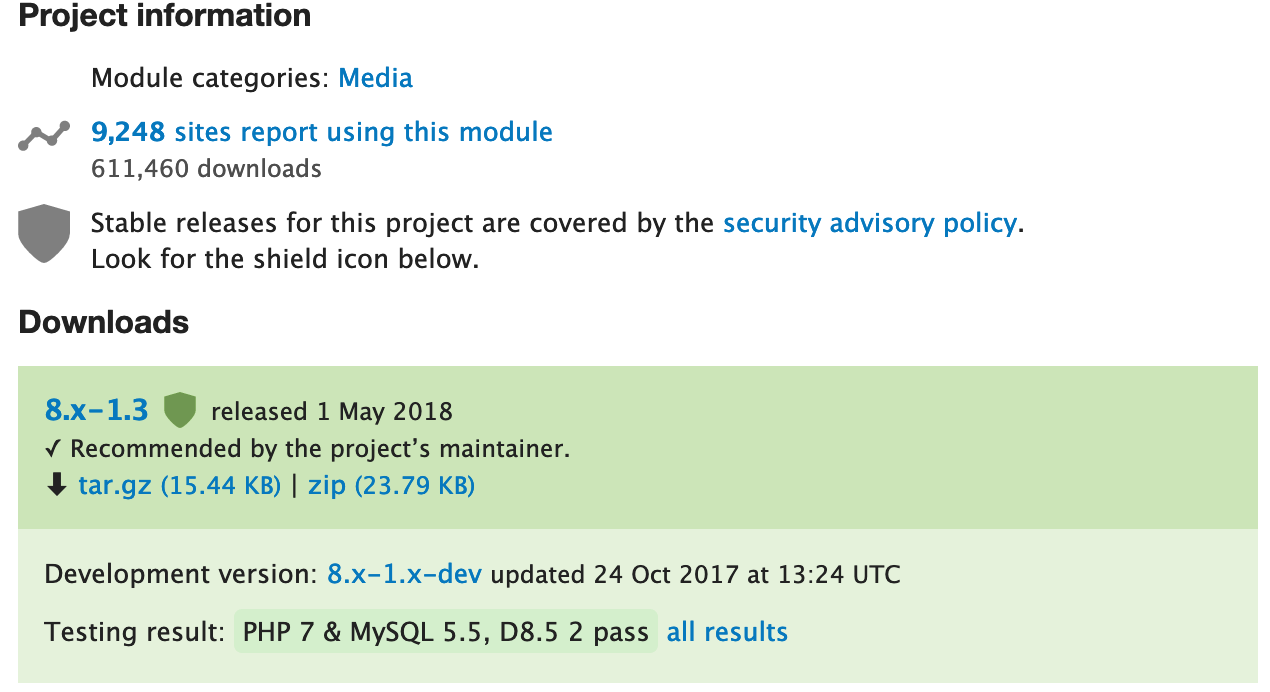 Project information
Module categories: Media
9,248 sites report using this module
611,460 downloads
Stable releases for this project are covered by the security advisory policy.
Look for the shield icon below.
Downloads
8.x-1.3 released 1 May 2018
✓ Recommended by the project’s maintainer.
tar.gz (15.44 KB) | zip (23.79 KB)
Development version: 8.x-1.x-dev updated 24 Oct 2017 at 13:24 UTC
Testing result: PHP 7 & MySQL 5.5, D8.5 2 pass all results